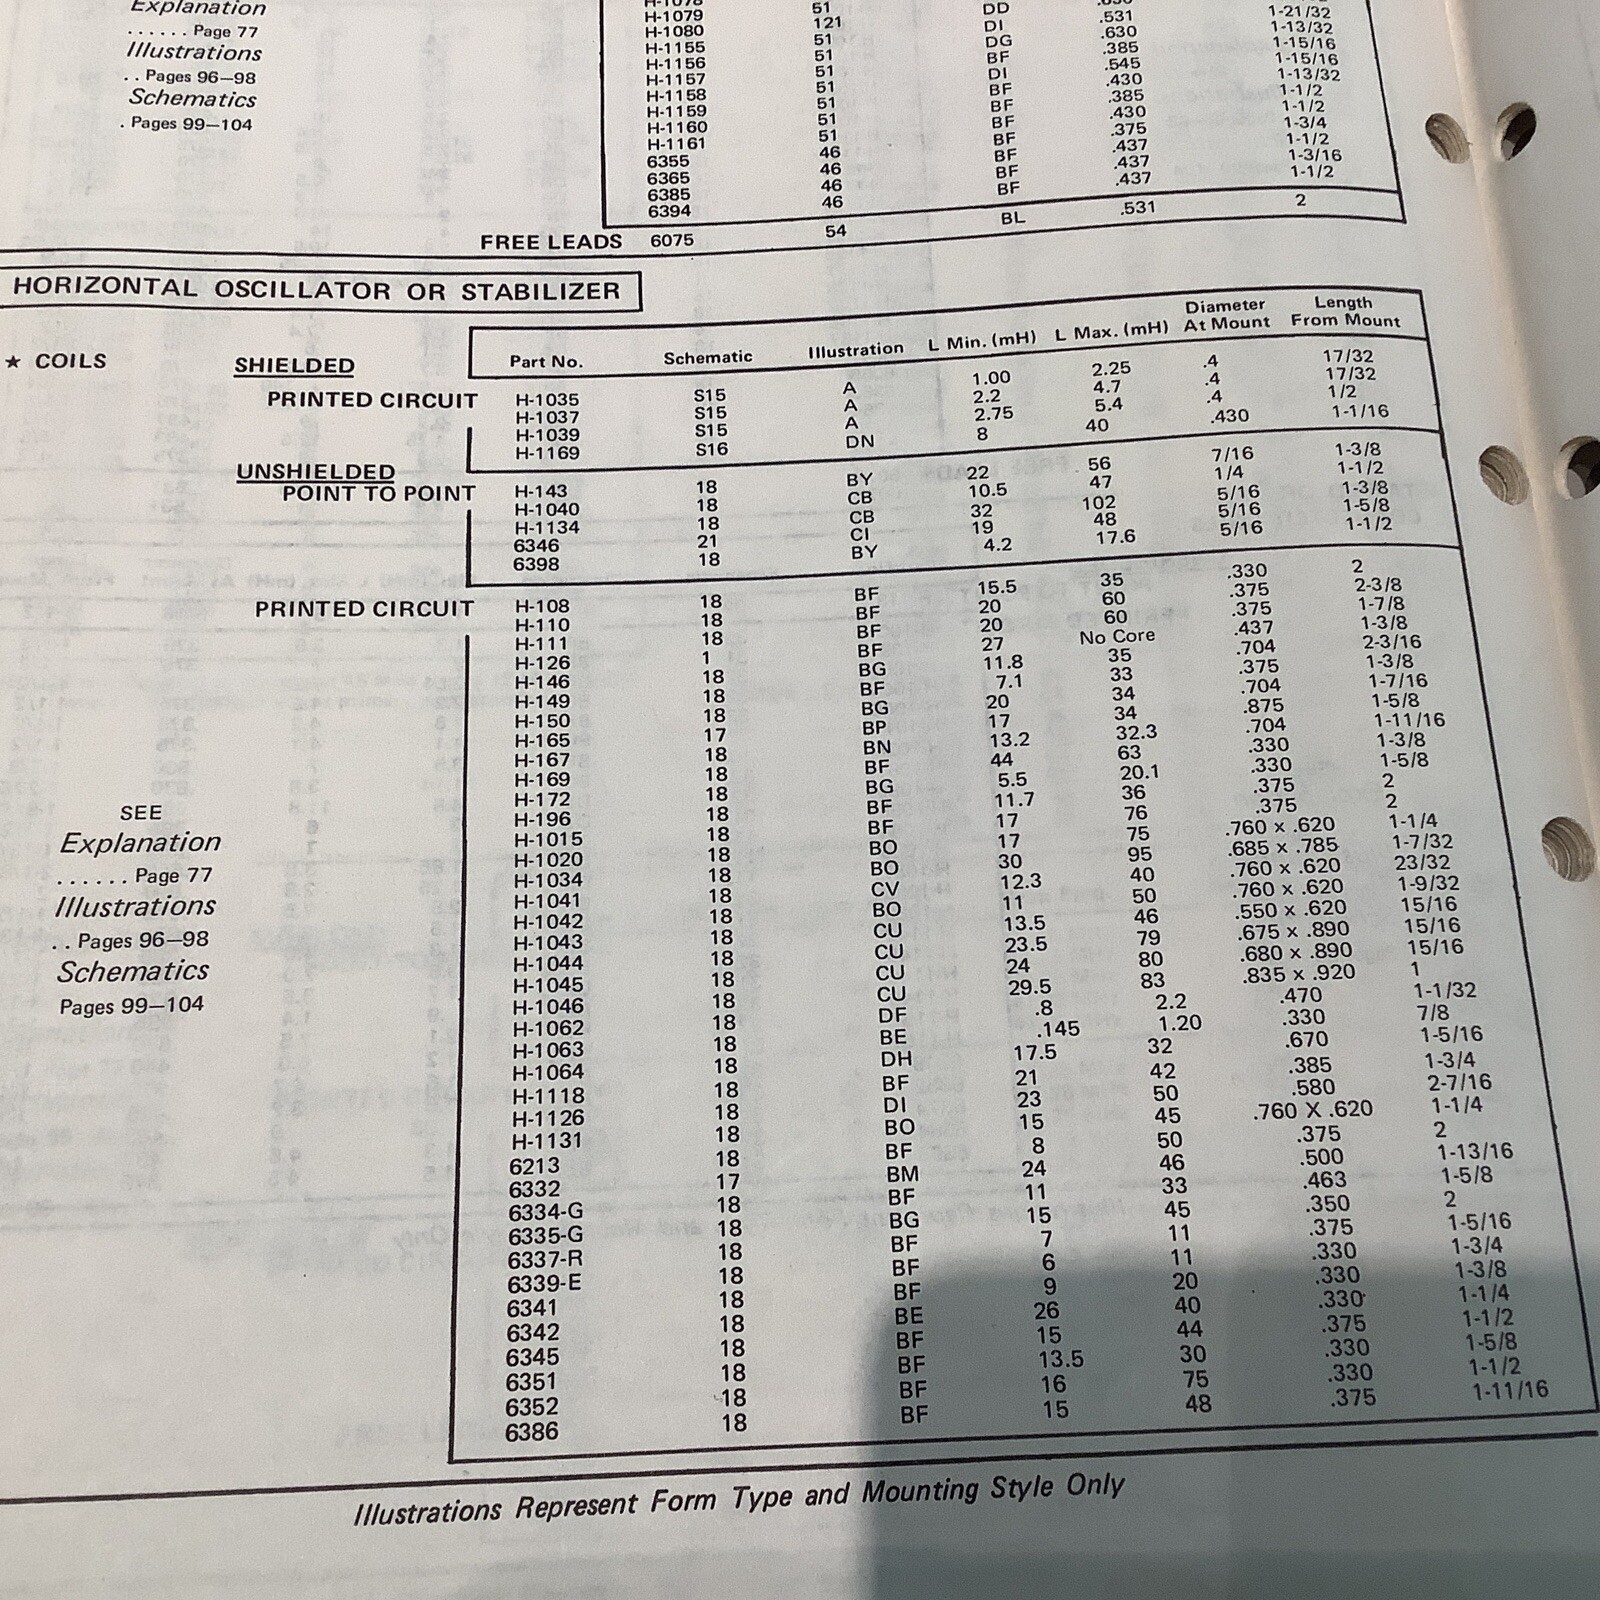 Explanation
...... Page 77
Illustrations
.. Pages 96—98
Schematics
. Pages 99—104
H-1078
H-1079 51
H-1080 121 DD
H-1155 51 DI .531 1-21/32
H-1156 51 DG .630 1-13/32
H-1157 51 BF .385 1-15/16
H-1158 51 DI .545 1-15/16
H-1159 51 BF .430 1-13/32
H-1160 51 BF .385 1-1/2
H-1161 51 BF .430 1-1/2
6355 46 BF .375 1-3/4
6365 46 BF .437 1-1/2
6385 46 BF .437 1-3/16
6394 46 BF .437 1-1/2
FREE LEADS 6075 54 BL .531 2
HORIZONTAL OSCILLATOR OR STABILIZER
★ COILS
Part No. Schematic Illustration L Min. (mH) L Max. (mH) Diameter At Mount Length From Mount
SHIELDED
PRINTED CIRCUIT H-1035 S15 A 1.00 2.25 .4 17/32
H-1037 S15 A 2.2 4.7 .4 17/32
H-1039 S15 A 2.75 5.4 .4 1/2
H-1169 S16 DN 8 40 .430 1-1/16
UNSHIELDED
POINT TO POINT H-143 18 BY 22 56 7/16 1-3/8
H-1040 18 CB 10.5 47 1/4 1-1/2
H-1134 18 CB 32 102 5/16 1-3/8
6346 21 CI 19 48 5/16 1-5/8
6398 18 BY 4.2 17.6 5/16 1-1/2
PRINTED CIRCUIT H-108 18 BF 15.5 35 .330 2
H-110 18 BF 20 60 .375 2-3/8
H-111 18 BF 20 60 .375 1-7/8
H-126 1 BF 27 No Core .437 1-3/8
H-146 18 BG 11.8 35 .704 2-3/16
H-149 18 BF 7.1 33 .375 1-3/8
H-150 18 BG 20 34 .704 1-7/16
H-165 17 BP 17 34 .875 1-5/8
H-167 18 BN 13.2 32.3 .704 1-11/16
H-169 18 BF 44 63 .330 1-3/8
H-172 18 BG 5.5 20.1 .330 1-5/8
H-196 18 BF 11.7 36 .375 2
H-1015 18 BF 17 76 .375 2
H-1020 18 BO 17 75 .760 x .620 1-1/4
H-1034 18 BO 30 95 .685 x .785 1-7/32
H-1041 18 CV 12.3 40 .760 x .620 23/32
H-1042 18 BO 11 50 .760 x .620 1-9/32
H-1043 18 CU 13.5 46 .550 x .620 15/16
H-1044 18 CU 23.5 79 .675 x .890 15/16
H-1045 18 CU 24 80 .680 x .890 15/16
H-1046 18 CU 29.5 83 .835 x .920 1
H-1062 18 DF .8 2.2 .470 1-1/32
H-1063 18 BE .145 1.20 .330 7/8
H-1064 18 DH 17.5 32 .670 1-5/16
H-1118 18 BF 21 42 .385 1-3/4
H-1126 18 DI 23 50 .580 2-7/16
H-1131 18 BO 15 45 .760 X .620 1-1/4
6213 18 BF 8 50 .375 2
6332 17 BM 24 46 .500 1-13/16
6334-G 18 BF 11 33 .463 1-5/8
6335-G 18 BG 15 45 .350 2
6337-R 18 BF 7 11 .375 1-5/16
6339-E 18 BF 6 11 .330 1-3/4
6341 18 BF 9 20 .330 1-3/8
6342 18 BE 26 40 .330 1-1/4
6345 18 BF 15 44 .375 1-1/2
6351 18 BF 13.5 30 .330 1-5/8
6352 18 BF 16 75 .330 1-1/2
6386 18 BF 15 48 .375 1-11/16
SEE
Explanation
...... Page 77
Illustrations
.. Pages 96—98
Schematics
Pages 99—104
Illustrations Represent Form Type and Mounting Style Only